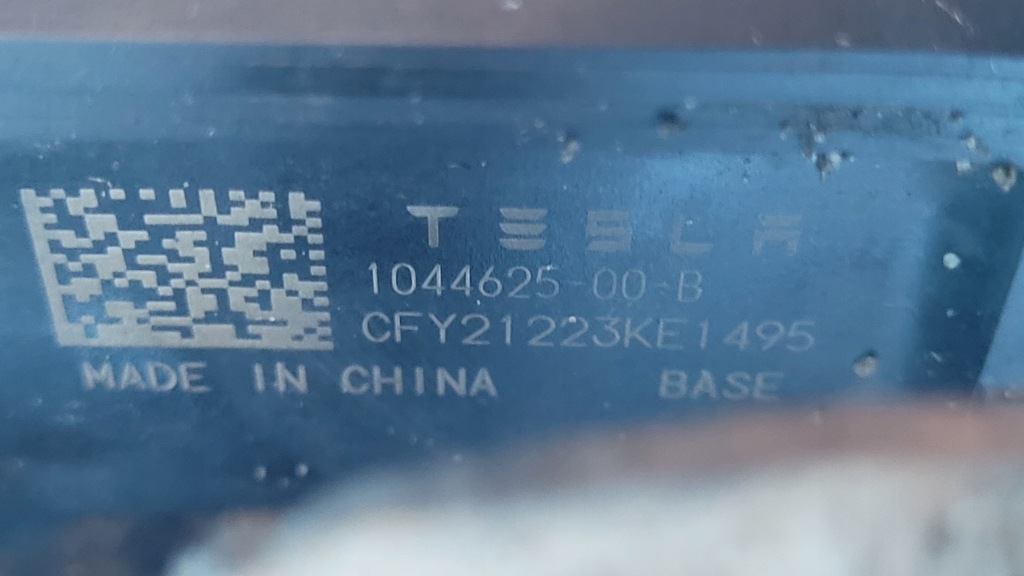 TESLA
1044625-00-B
CFY21223KE1495
MADE IN CHINA BASE